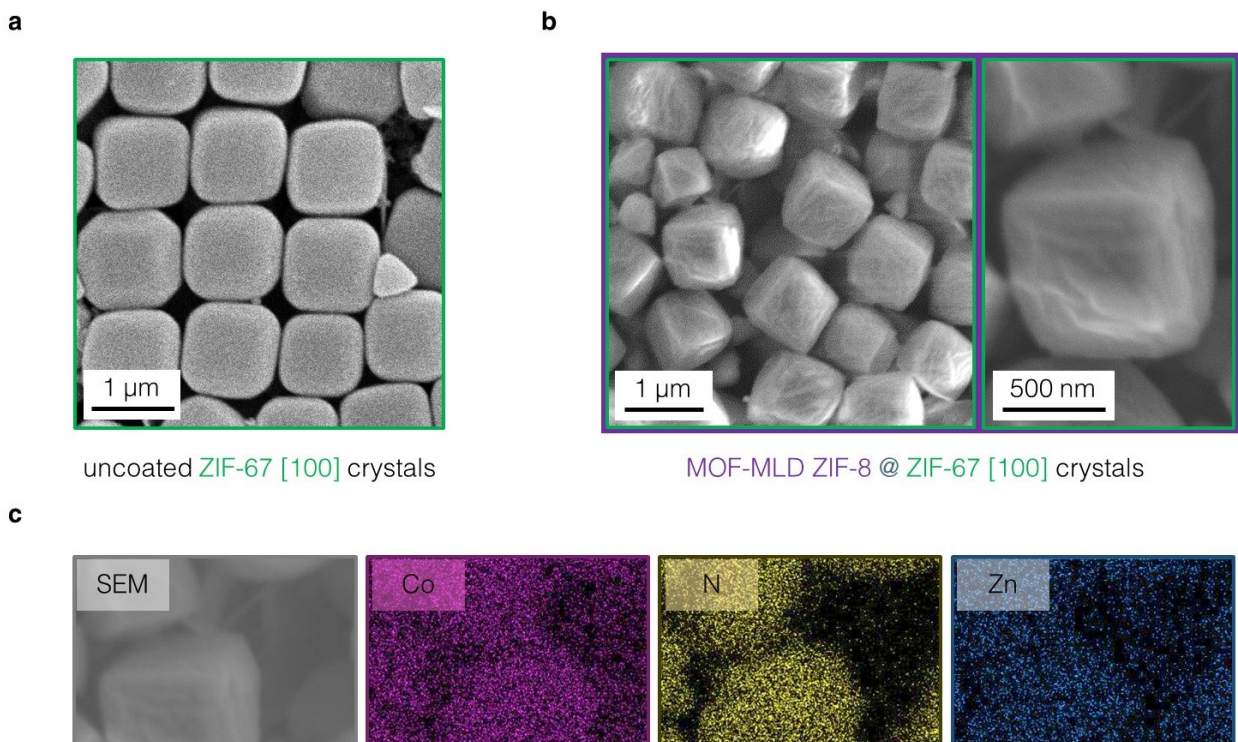 a
b
1 μm
1 μm
500 nm
uncoated ZIF-67 [100] crystals
MOF-MLD ZIF-8 @ ZIF-67 [100] crystals
c
SEM
Co
N
Zn